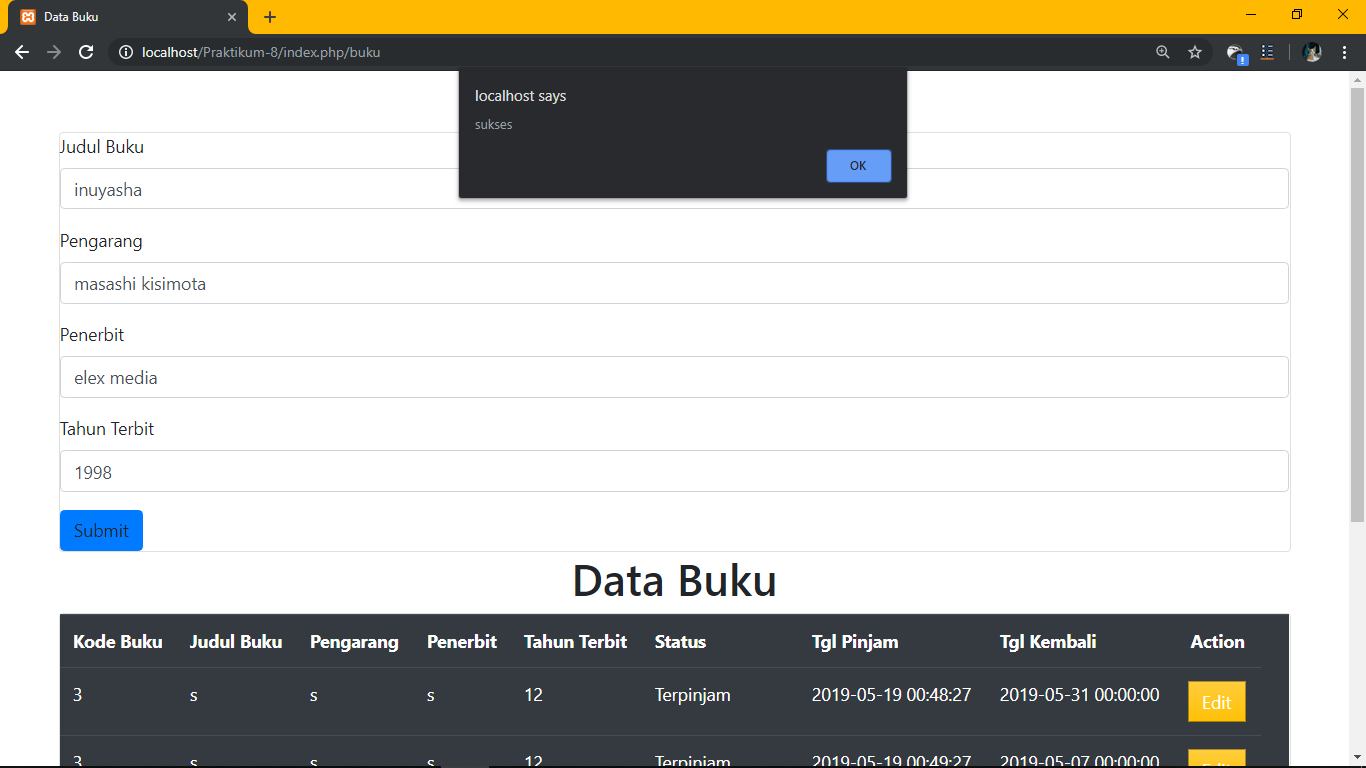 Data Buku
localhost/Praktikum-8/index.php/buku
localhost says
sukses
OK
Judul Buku
inuyasha
Pengarang
masashi kisimota
Penerbit
elex media
Tahun Terbit
1998
Submit
Data Buku
Kode Buku Judul Buku Pengarang Penerbit Tahun Terbit Status Tgl Pinjam Tgl Kembali Action
3 s s s 12 Terpinjam 2019-05-19 00:48:27 2019-05-31 00:00:00 Edit
3 s s s 12 Terpinjam 2019-05-19 00:49:27 2019-05-07 00:00:00 Edit